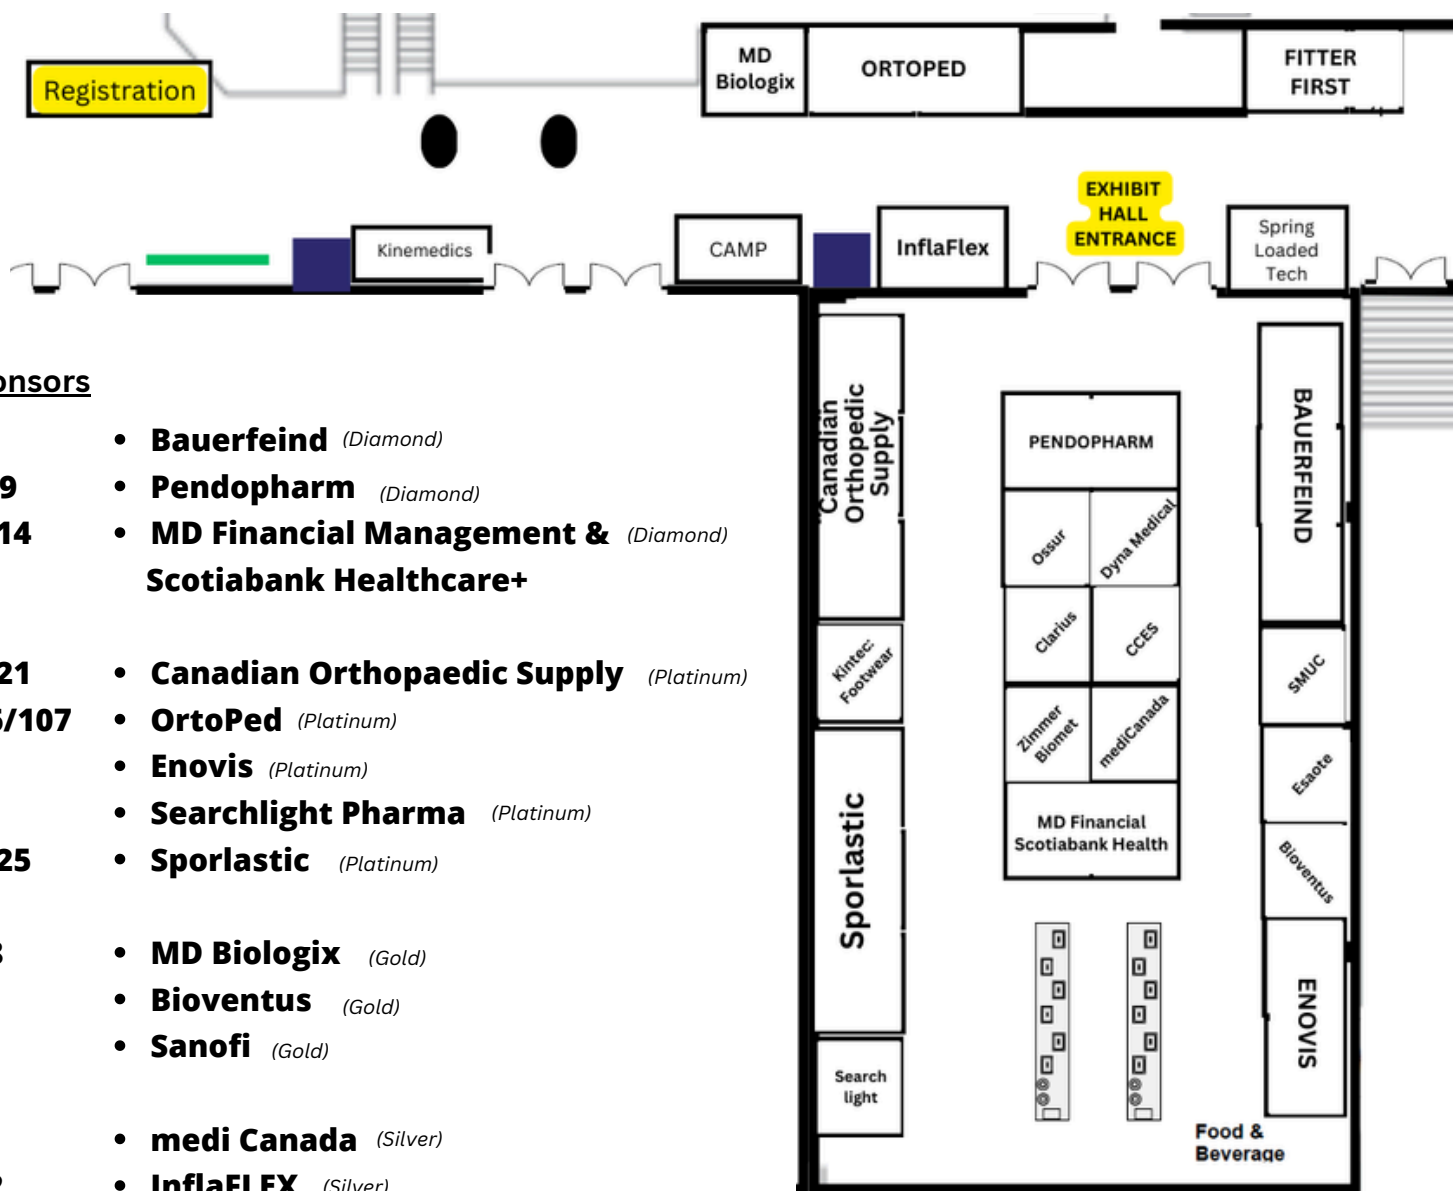 MD
Biologix
ORTOPED
FITTER
FIRST
Registration
EXHIBIT
HALL
ENTRANCE
Kinemedics
CAMP
InflaFlex
Spring
Loaded
Tech
onsors
• Bauerfeind (Diamond)
9 • Pendopharm (Diamond)
14 • MD Financial Management & (Diamond)
Scotiabank Healthcare+
21 • Canadian Orthopaedic Supply (Platinum)
/107 • OrtoPed (Platinum)
• Enovis (Platinum)
• Searchlight Pharma (Platinum)
25 • Sporlastic (Platinum)
• MD Biologix (Gold)
• Bioventus (Gold)
• Sanofi (Gold)
• medi Canada (Silver)
• InflaFLEX (Silver)
Canadian
Orthopedic
Supply
Kintec:
Footwear
Sporlastic
Search
light
PENDOPHARM
Ossur
Dyna Medical
Clarius
CCES
Zimmer
Biomet
mediCanada
MD Financial
Scotiabank Health
BAUERFEIND
SMUC
Esaote
Bioventus
ENOVIS
Food &
Beverage